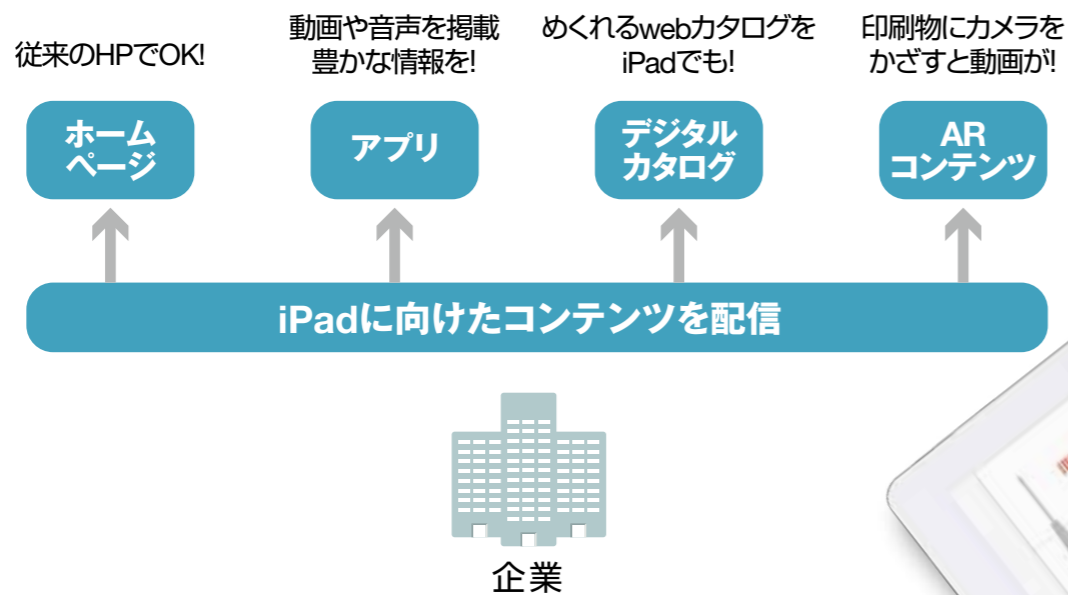 従来のHPでOK!
動画や音声を掲載
豊かな情報を!
めくれるwebカタログを
iPadでも!
印刷物にカメラを
かざすと動画が!
ホーム
ページ
アプリ
デジタル
カタログ
AR
コンテンツ
iPadに向けたコンテンツを配信
企業